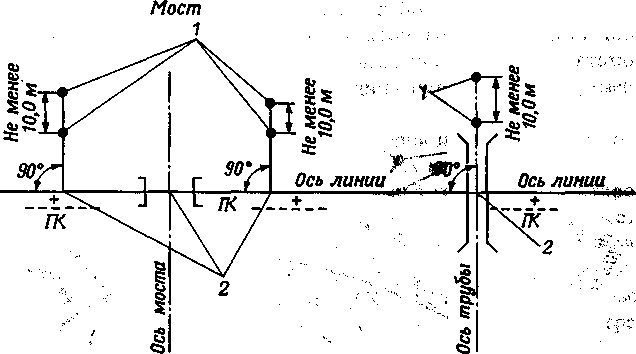 Мост
1
Не менее
10,0 м
Не менее
10,0 м
1
Не менее
10,0 м
90°
90°
90°
Ось линии
Ось линии
+
ПК
ПК
+
+
ПК
2
2
Ось моста
Ось трубы